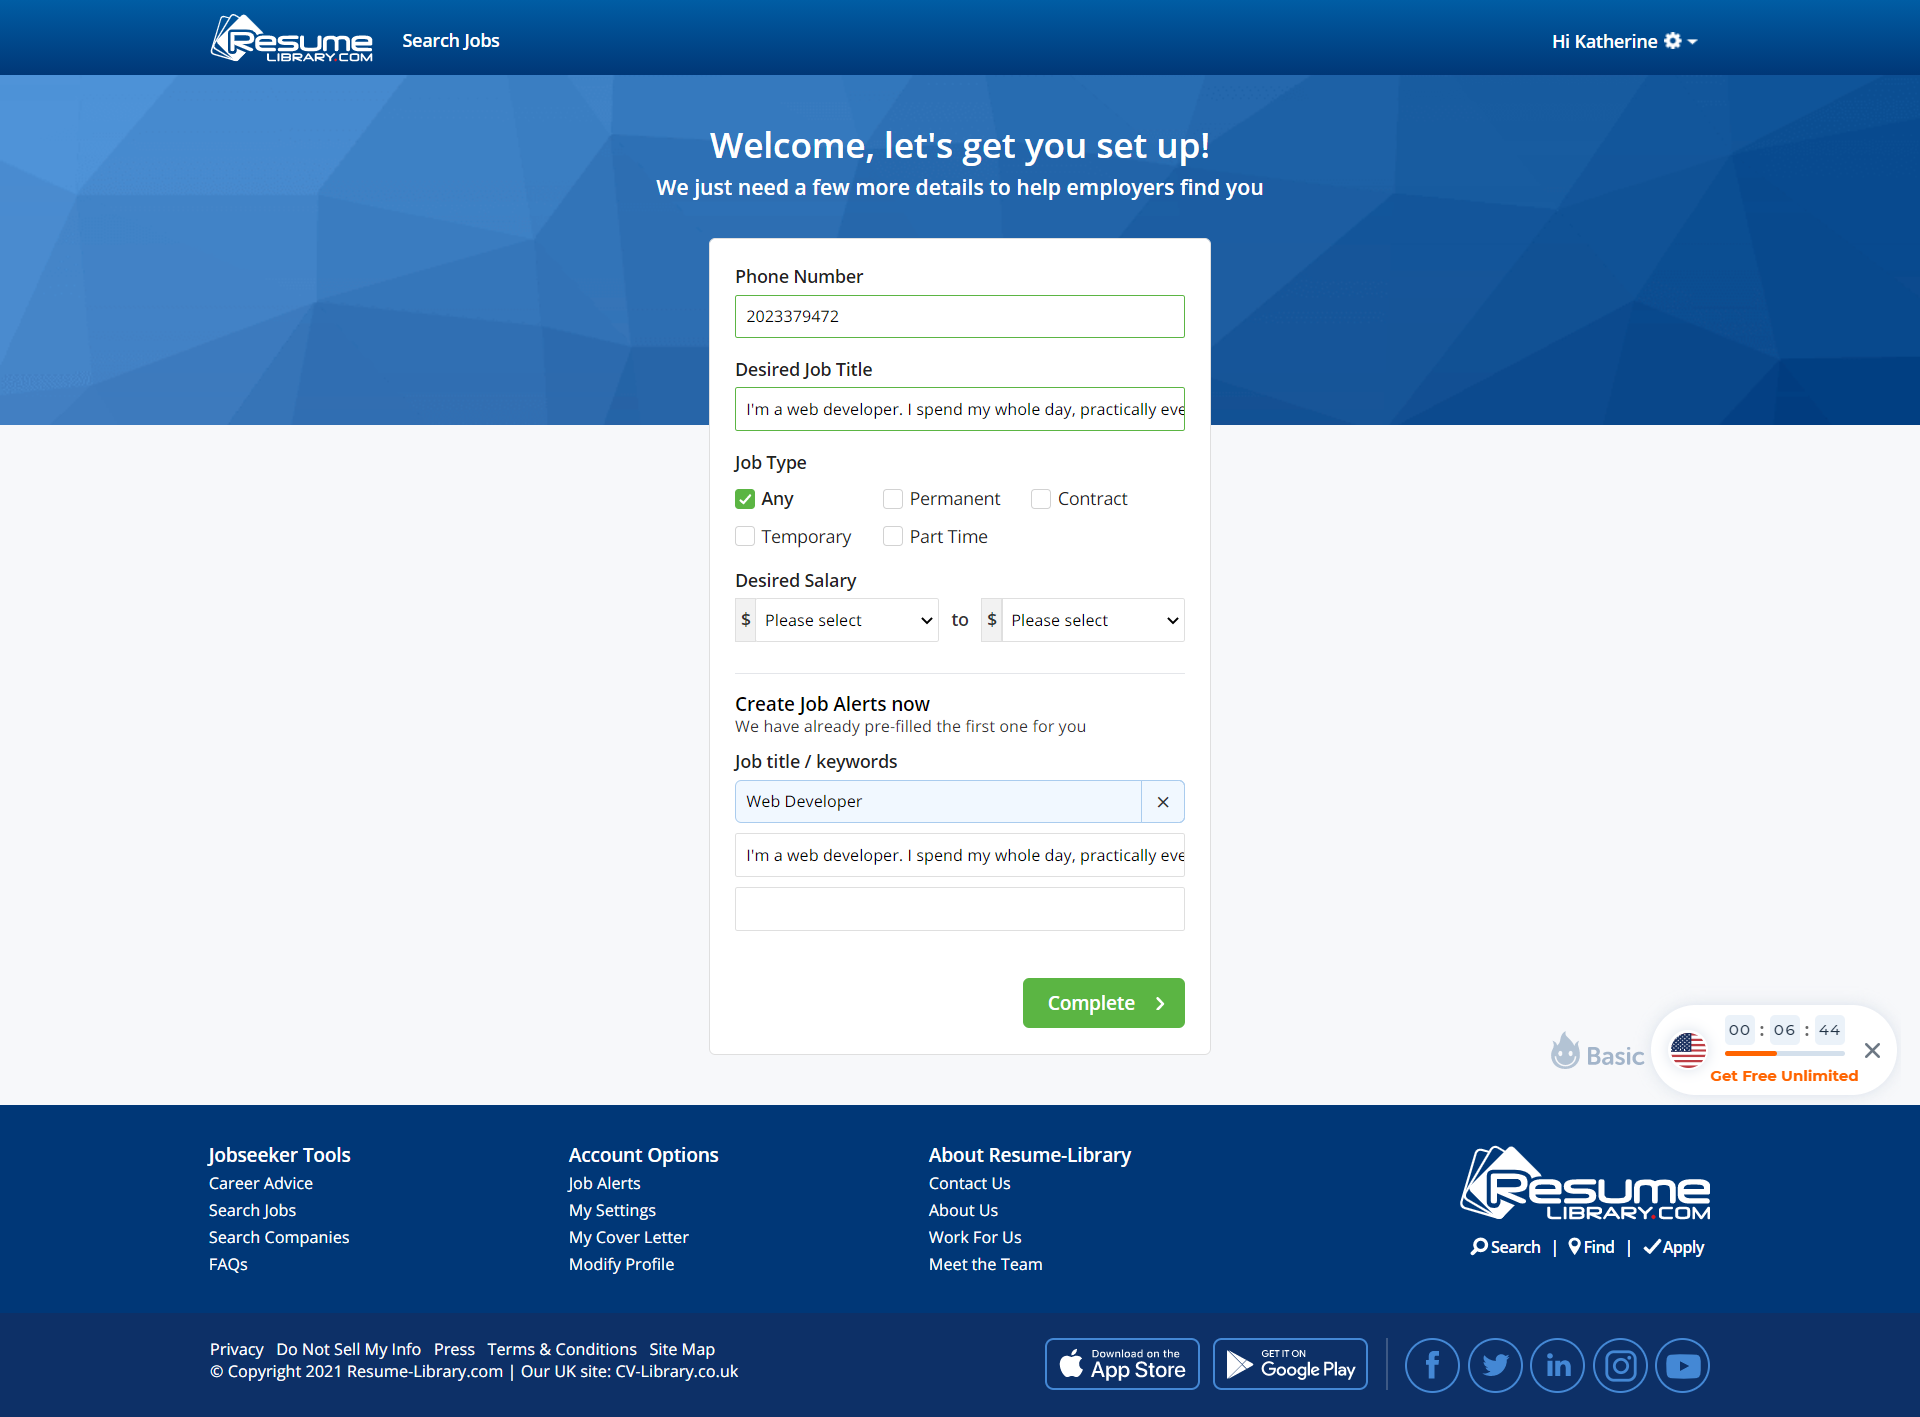 Resume LIBRARY.COM
Search Jobs
Hi Katherine
Welcome, let's get you set up!
We just need a few more details to help employers find you
Phone Number
2023379472
Desired Job Title
I'm a web developer. I spend my whole day, practically eve
Job Type
Any
Permanent
Contract
Temporary
Part Time
Desired Salary
$ Please select to $ Please select
Create Job Alerts now
We have already pre-filled the first one for you
Job title / keywords
Web Developer
I'm a web developer. I spend my whole day, practically eve
Complete
Basic
00 : 06 : 44
Get Free Unlimited
Jobseeker Tools
Career Advice
Search Jobs
Search Companies
FAQs
Account Options
Job Alerts
My Settings
My Cover Letter
Modify Profile
About Resume-Library
Contact Us
About Us
Work For Us
Meet the Team
Resume
LIBRARY.COM
Search | Find | Apply
Privacy Do Not Sell My Info Press Terms & Conditions Site Map
© Copyright 2021 Resume-Library.com | Our UK site: CV-Library.co.uk
Download on the
App Store
GET IT ON
Google Play